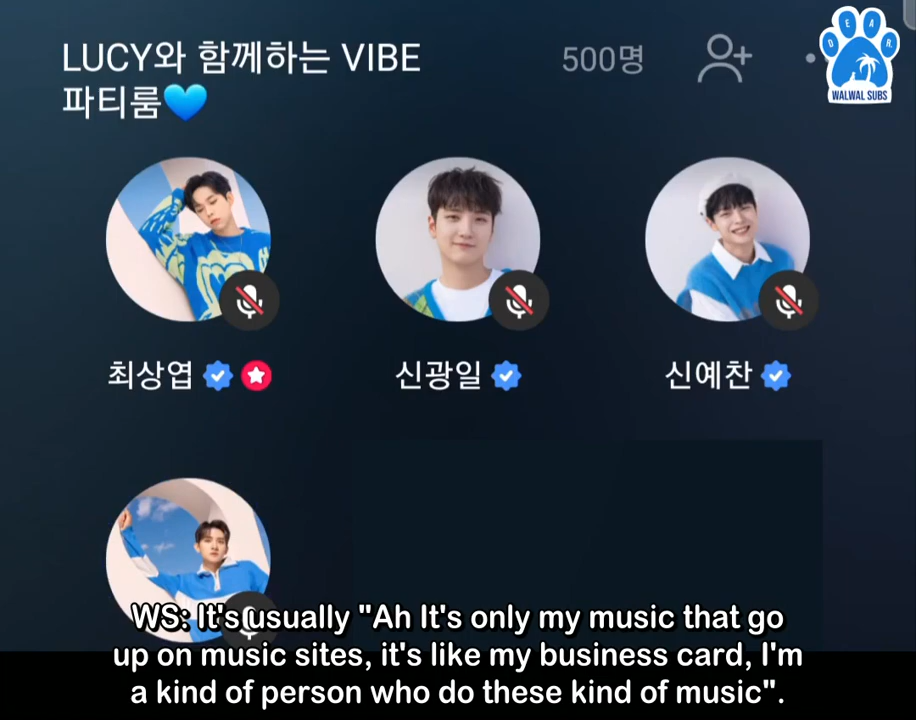 LUCY와 함께하는 VIBE
파티룸💙
500명
DEAR.
WALWAL SUBS
최상엽
신광일
신예찬
WS: It's usually "Ah It's only my music that go
up on music sites, it's like my business card, I'm
a kind of person who do these kind of music".